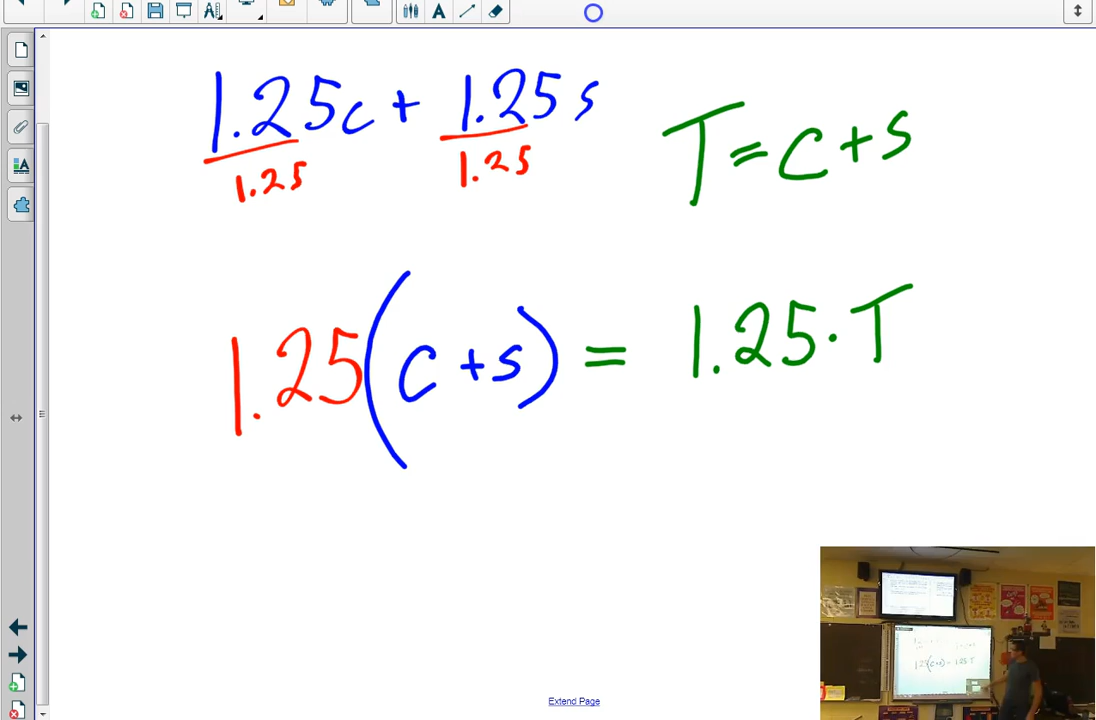 1.25c + 1.25s
1.25 1.25
T = c + s
1.25(c + s) = 1.25 · T
Extend Page